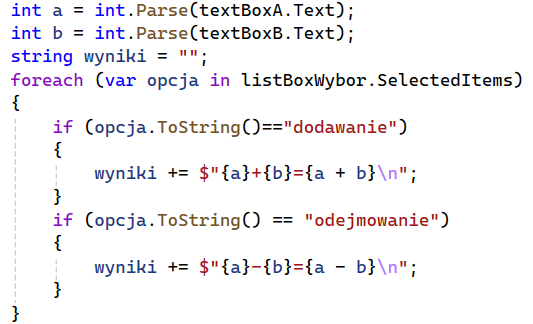 int a = int.Parse(textBoxA.Text);
int b = int.Parse(textBoxB.Text);
string wyniki = "";
foreach (var opcja in listBoxWybor.SelectedItems)
{
    if (opcja.ToString()=="dodawanie")
    {
        wyniki += $"{a}+{b}={a + b}\n";
    }
    if (opcja.ToString() == "odejmowanie")
    {
        wyniki += $"{a}-{b}={a - b}\n";
    }
}